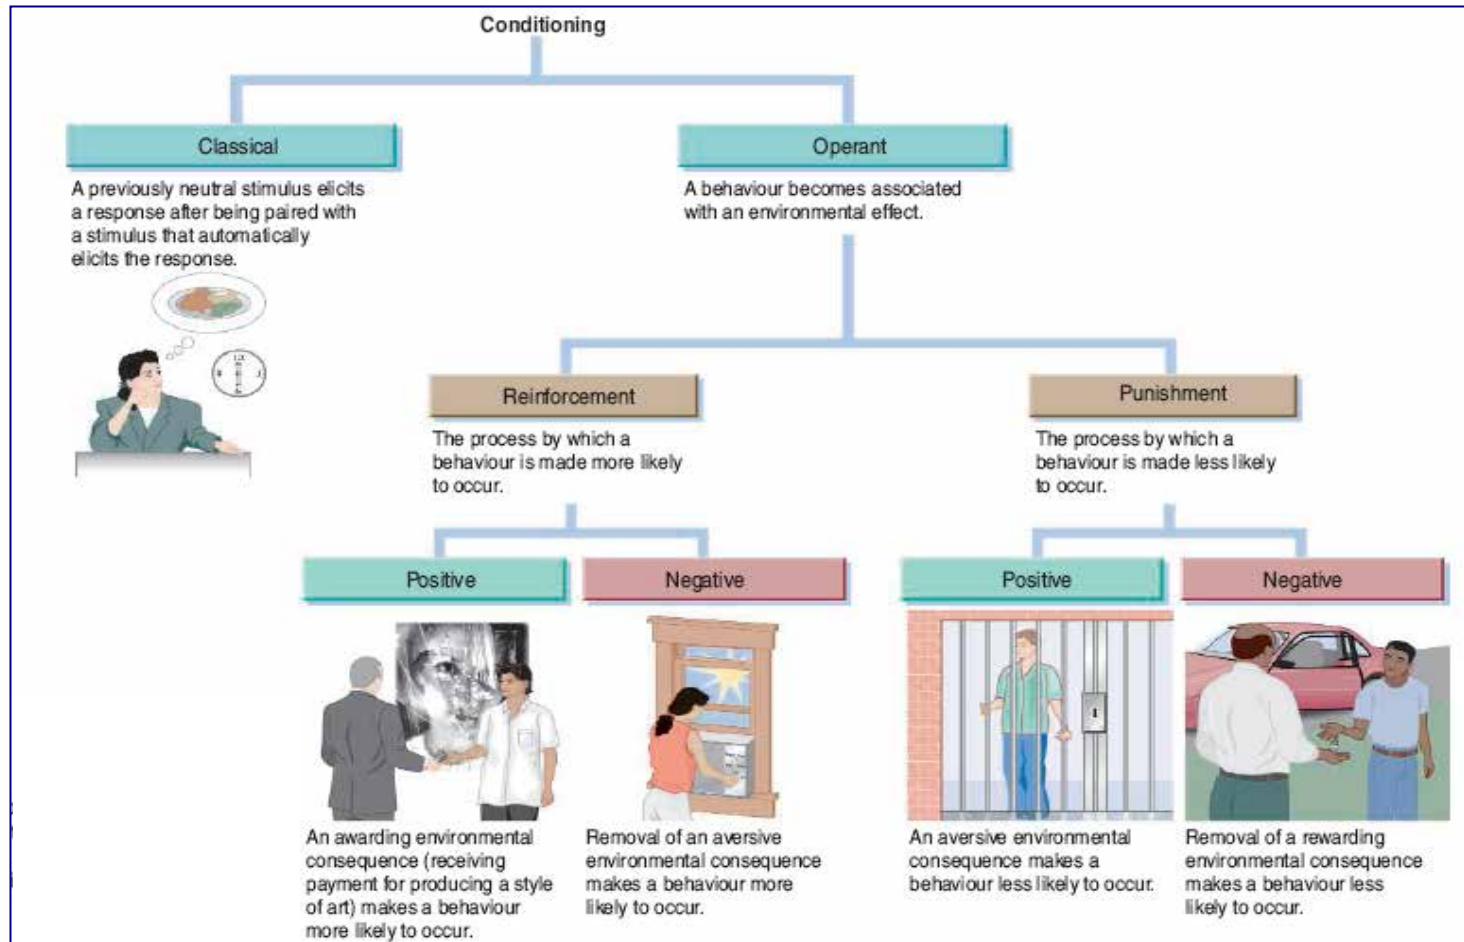 Conditioning
Classical
A previously neutral stimulus elicits
a response after being paired with
a stimulus that automatically
elicits the response.
Operant
A behaviour becomes associated
with an environmental effect.
Reinforcement
The process by which a
behaviour is made more likely
to occur.
Punishment
The process by which a
behaviour is made less likely
to occur.
Positive
An awarding environmental
consequence (receiving
payment for producing a style
of art) makes a behaviour
more likely to occur.
Negative
Removal of an aversive
environmental consequence
makes a behaviour more
likely to occur.
Positive
An aversive environmental
consequence makes a
behaviour less likely to occur.
Negative
Removal of a rewarding
environmental consequence
makes a behaviour less
likely to occur.